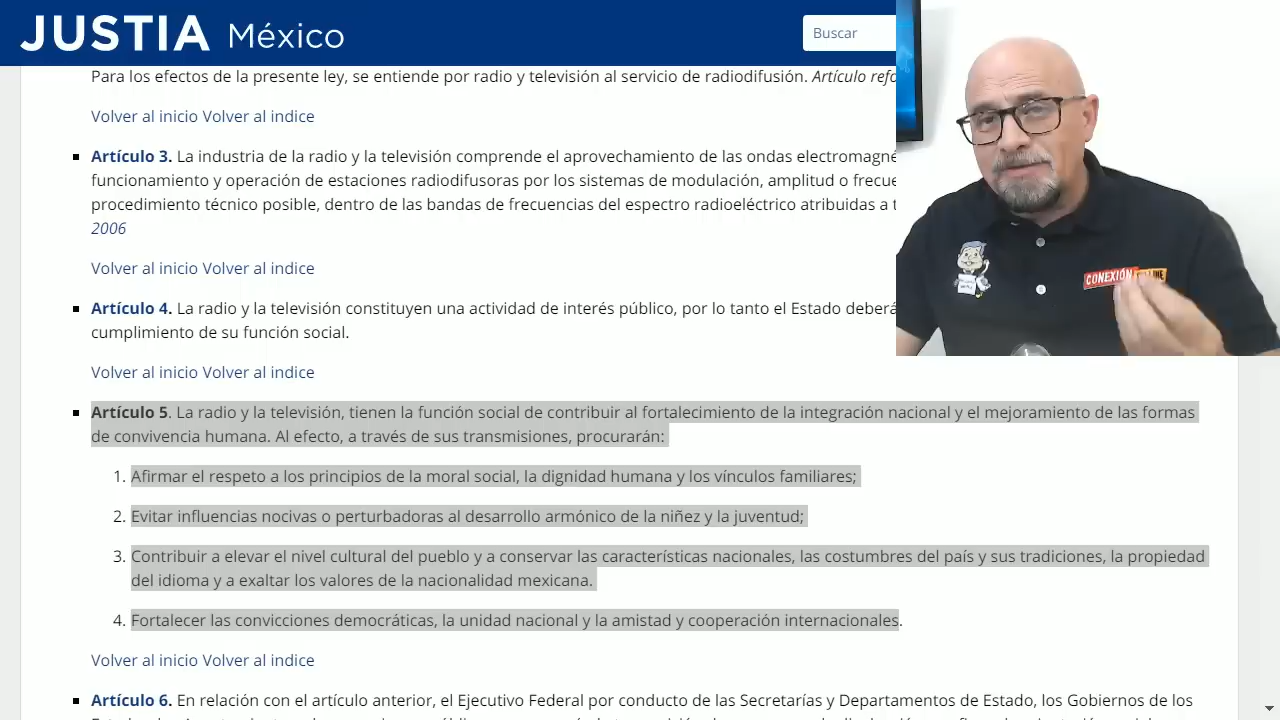 JUSTIA México
Buscar
Para los efectos de la presente ley, se entiende por radio y televisión al servicio de radiodifusión. Artículo refo
Volver al inicio Volver al indice
Artículo 3. La industria de la radio y la televisión comprende el aprovechamiento de las ondas electromagné
funcionamiento y operación de estaciones radiodifusoras por los sistemas de modulación, amplitud o frecue
procedimiento técnico posible, dentro de las bandas de frecuencias del espectro radioeléctrico atribuidas a t
2006
Volver al inicio Volver al indice
Artículo 4. La radio y la televisión constituyen una actividad de interés público, por lo tanto el Estado deberá
cumplimiento de su función social.
Volver al inicio Volver al indice
Artículo 5. La radio y la televisión, tienen la función social de contribuir al fortalecimiento de la integración nacional y el mejoramiento de las formas
de convivencia humana. Al efecto, a través de sus transmisiones, procurarán:
1. Afirmar el respeto a los principios de la moral social, la dignidad humana y los vínculos familiares;
2. Evitar influencias nocivas o perturbadoras al desarrollo armónico de la niñez y la juventud;
3. Contribuir a elevar el nivel cultural del pueblo y a conservar las características nacionales, las costumbres del país y sus tradiciones, la propiedad
del idioma y a exaltar los valores de la nacionalidad mexicana.
4. Fortalecer las convicciones democráticas, la unidad nacional y la amistad y cooperación internacionales.
Volver al inicio Volver al indice
Artículo 6. En relación con el artículo anterior, el Ejecutivo Federal por conducto de las Secretarías y Departamentos de Estado, los Gobiernos de los
CONEXIÓN